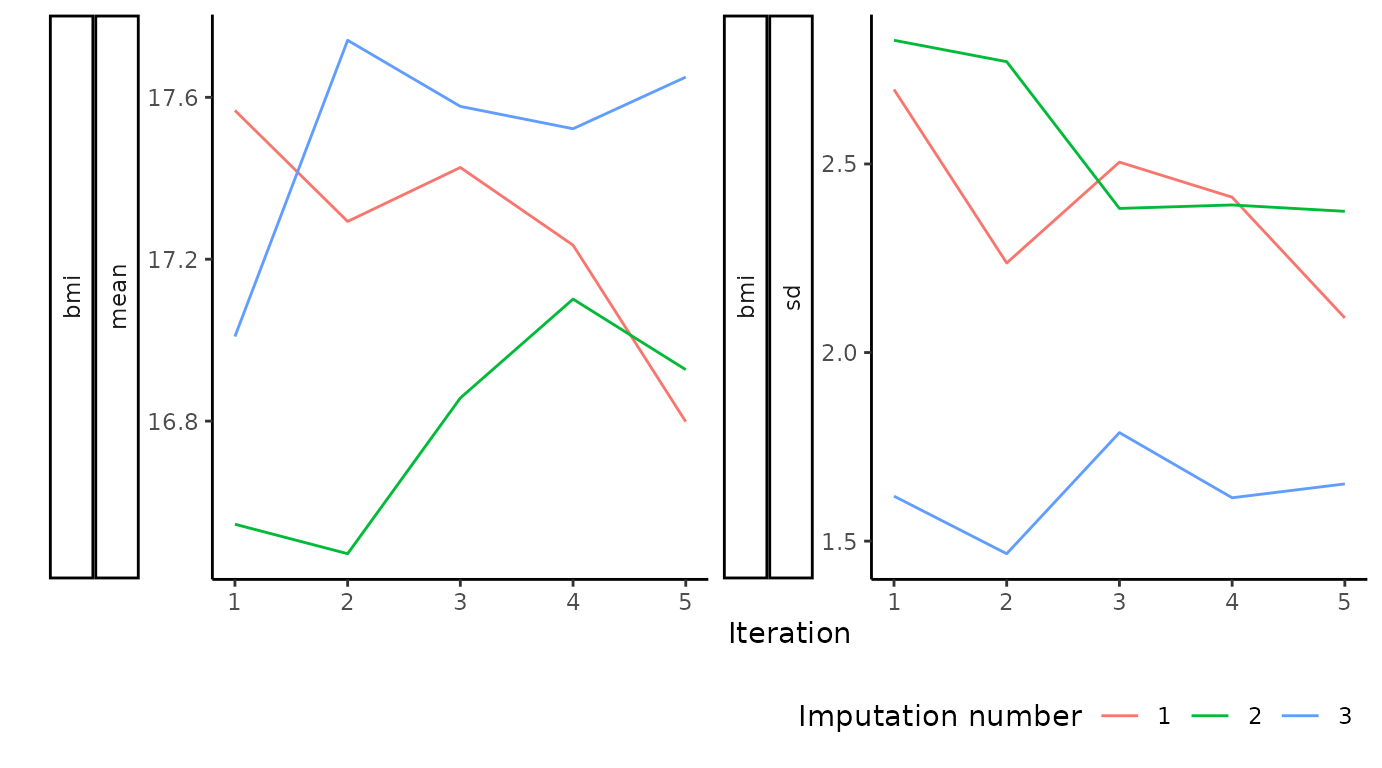 bmi
mean
17.6
17.2
16.8
1 2 3 4 5
bmi
sd
2.5
2.0
1.5
1 2 3 4 5
Iteration
Imputation number 1 2 3